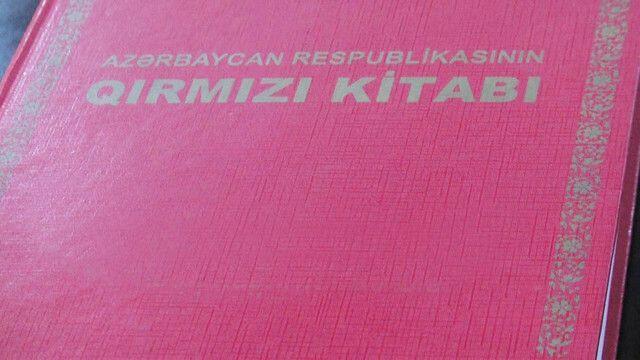 AZƏRBAYCAN RESPUBLİKASININ
QIRMIZI KİTABI